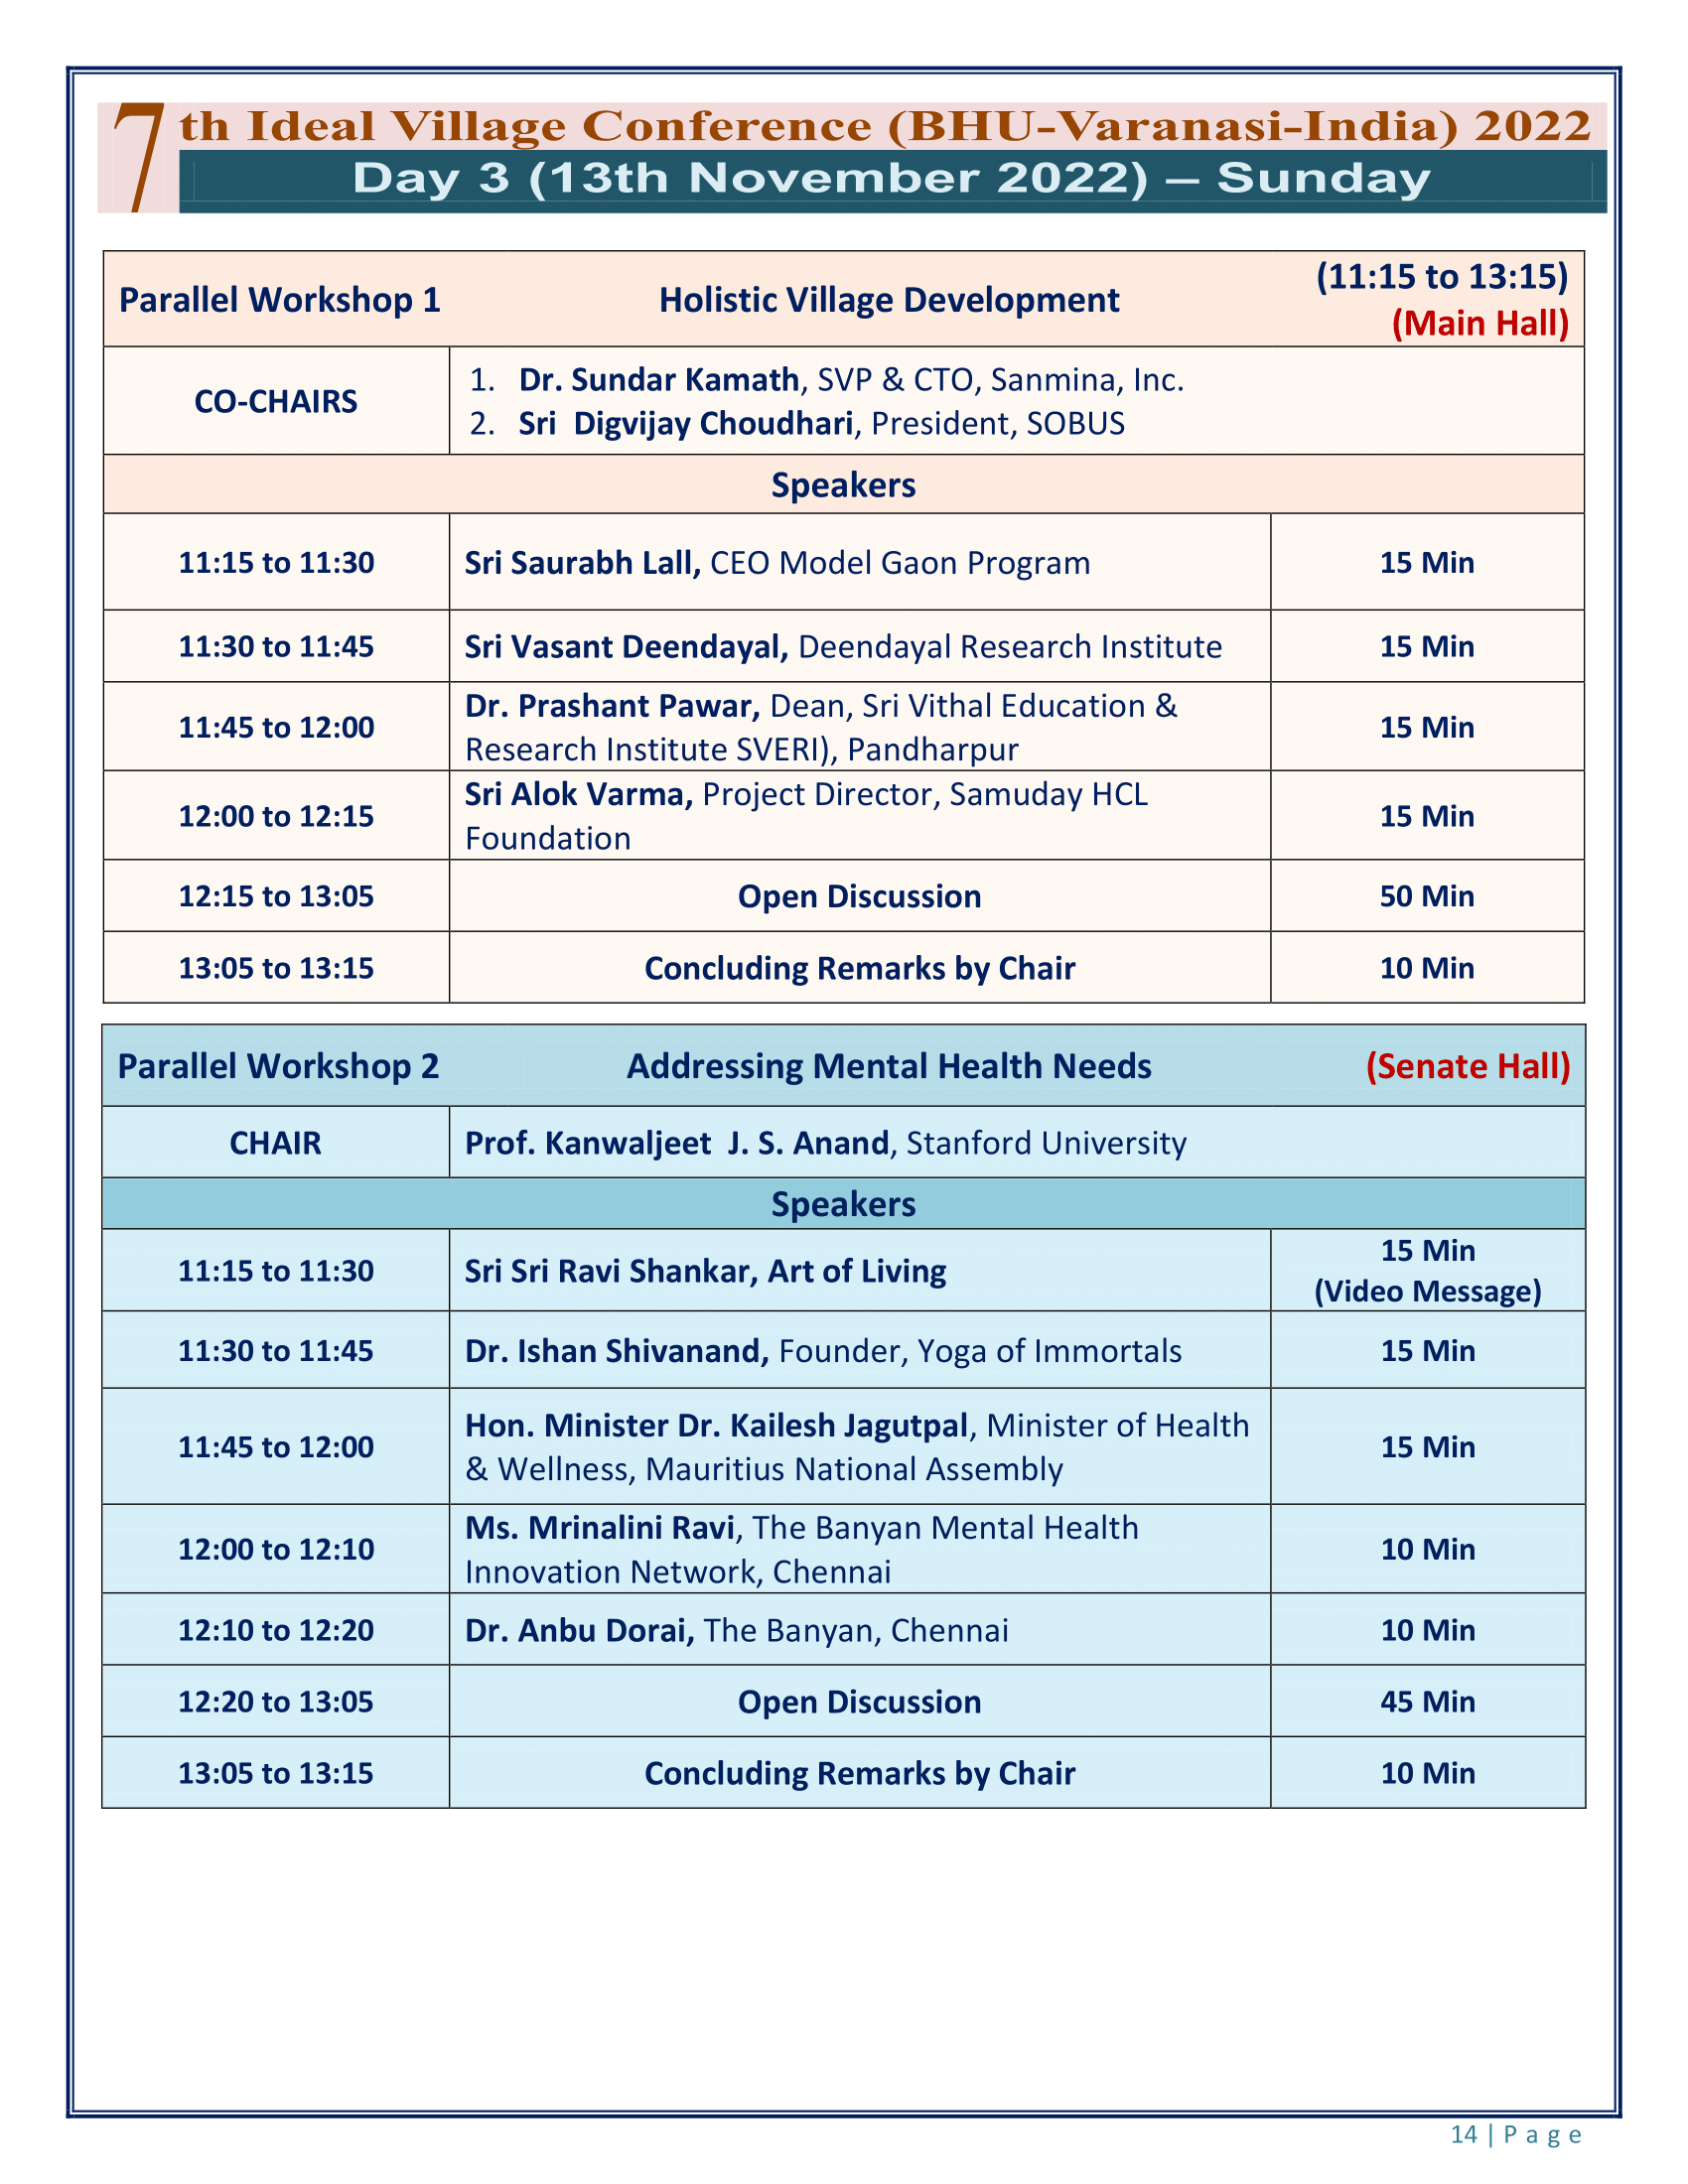 7th Ideal Village Conference (BHU-Varanasi-India) 2022
Day 3 (13th November 2022) – Sunday
Parallel Workshop 1 Holistic Village Development (11:15 to 13:15)
(Main Hall)
CO-CHAIRS
1. Dr. Sundar Kamath, SVP & CTO, Sanmina, Inc.
2. Sri Digvijay Choudhari, President, SOBUS
Speakers
11:15 to 11:30 Sri Saurabh Lall, CEO Model Gaon Program 15 Min
11:30 to 11:45 Sri Vasant Deendayal, Deendayal Research Institute 15 Min
11:45 to 12:00 Dr. Prashant Pawar, Dean, Sri Vithal Education &
Research Institute SVERI), Pandharpur 15 Min
12:00 to 12:15 Sri Alok Varma, Project Director, Samuday HCL
Foundation 15 Min
12:15 to 13:05 Open Discussion 50 Min
13:05 to 13:15 Concluding Remarks by Chair 10 Min
Parallel Workshop 2 Addressing Mental Health Needs (Senate Hall)
CHAIR Prof. Kanwaljeet J. S. Anand, Stanford University
Speakers
11:15 to 11:30 Sri Sri Ravi Shankar, Art of Living 15 Min
(Video Message)
11:30 to 11:45 Dr. Ishan Shivanand, Founder, Yoga of Immortals 15 Min
11:45 to 12:00 Hon. Minister Dr. Kailesh Jagutpal, Minister of Health
& Wellness, Mauritius National Assembly 15 Min
12:00 to 12:10 Ms. Mrinalini Ravi, The Banyan Mental Health
Innovation Network, Chennai 10 Min
12:10 to 12:20 Dr. Anbu Dorai, The Banyan, Chennai 10 Min
12:20 to 13:05 Open Discussion 45 Min
13:05 to 13:15 Concluding Remarks by Chair 10 Min
14 | Page